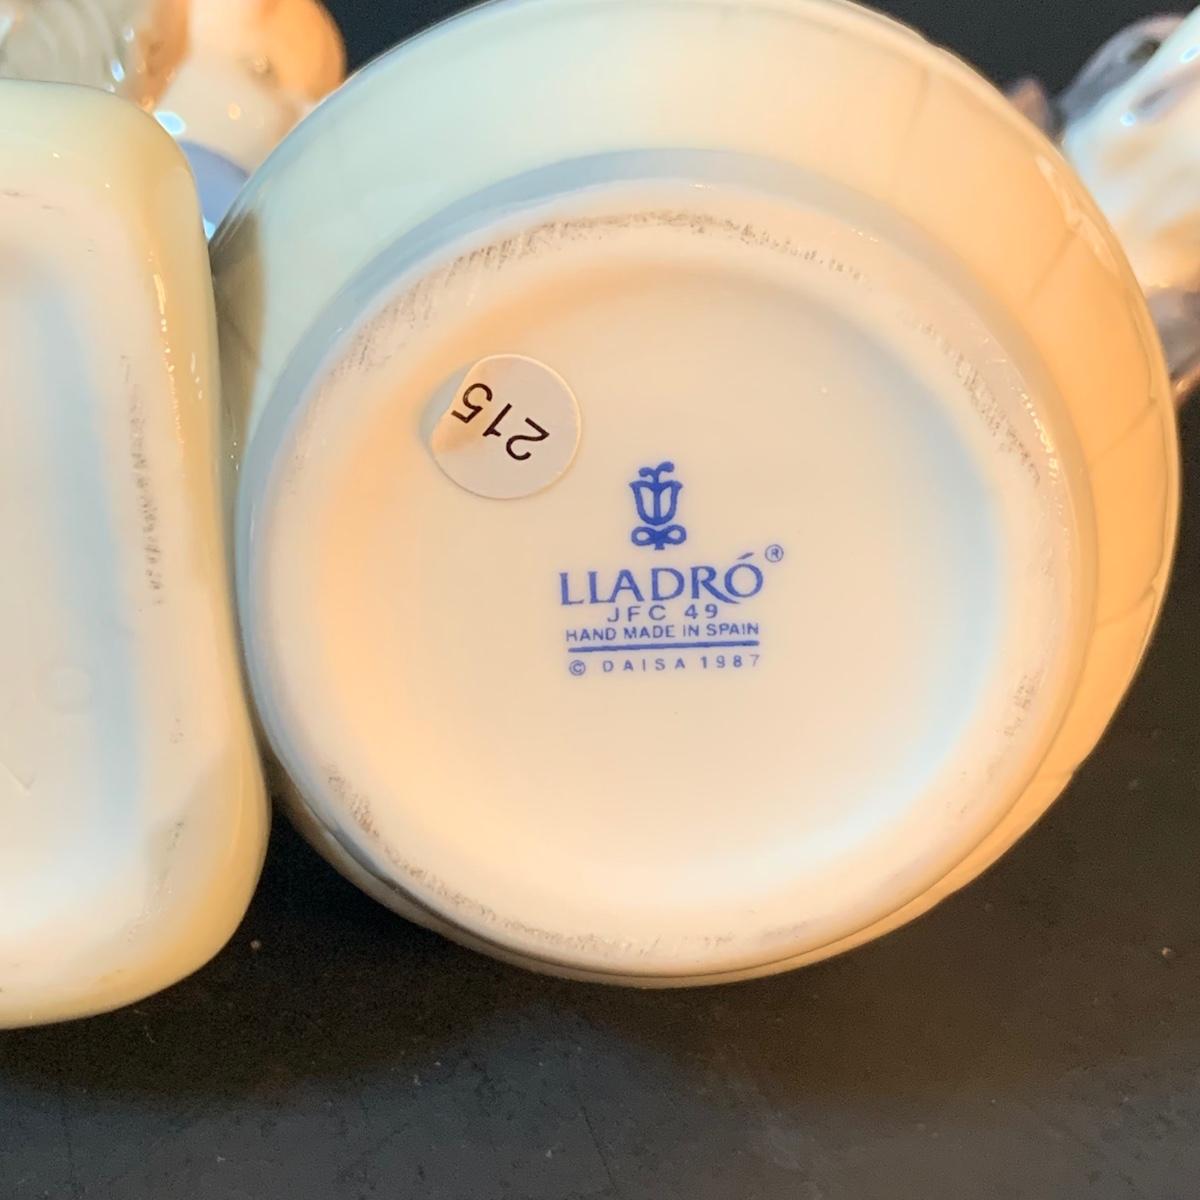 215
LLADRÓ®
JFC 49
HAND MADE IN SPAIN
© DAISA 1987